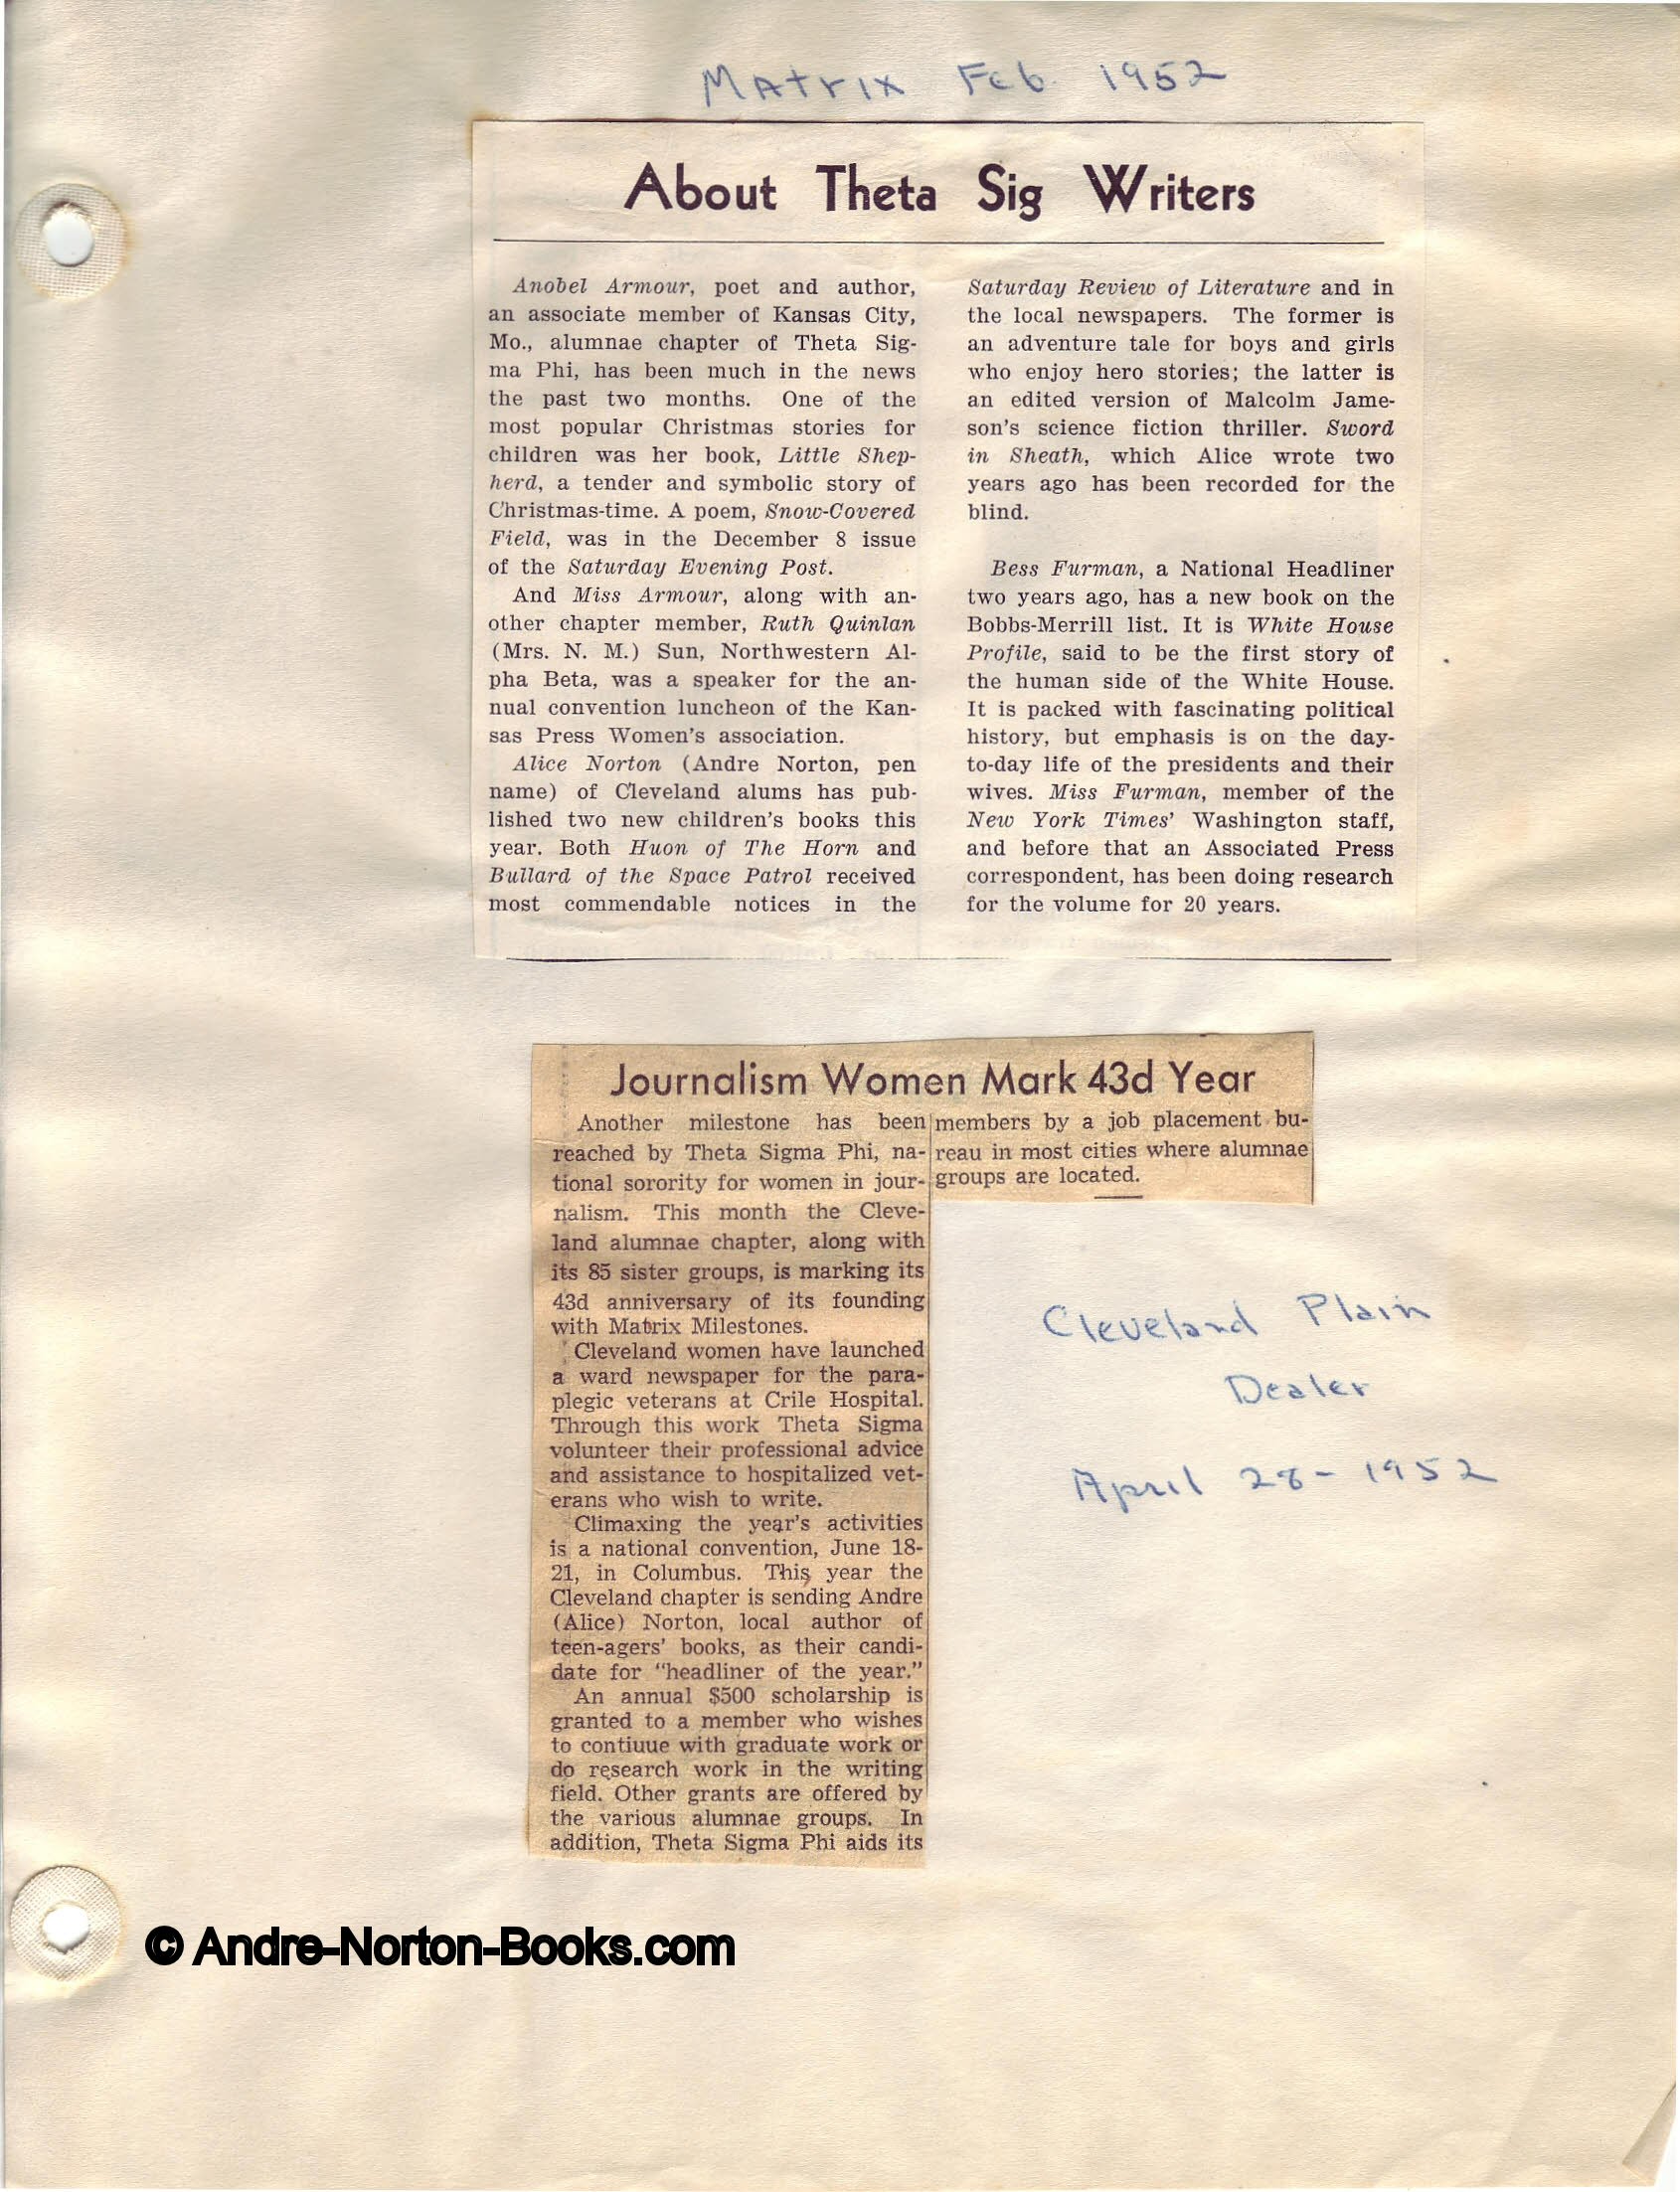 Matrix Feb. 1952
About Theta Sig Writers
Anobel Armour, poet and author,
an associate member of Kansas City,
Mo., alumnae chapter of Theta Sig-
ma Phi, has been much in the news
the past two months. One of the
most popular Christmas stories for
children was her book, Little Shep-
herd, a tender and symbolic story of
Christmas-time. A poem, Snow-Covered
Field, was in the December 8 issue
of the Saturday Evening Post.
And Miss Armour, along with an-
other chapter member, Ruth Quinlan
(Mrs. N. M.) Sun, Northwestern Al-
pha Beta, was a speaker for the an-
nual convention luncheon of the Kan-
sas Press Women's association.
Alice Norton (Andre Norton, pen
name) of Cleveland alums has pub-
lished two new children's books this
year. Both Huon of The Horn and
Bullard of the Space Patrol received
most commendable notices in the
Saturday Review of Literature and in
the local newspapers. The former is
an adventure tale for boys and girls
who enjoy hero stories; the latter is
an edited version of Malcolm Jame-
son's science fiction thriller. Sword
in Sheath, which Alice wrote two
years ago has been recorded for the
blind.
Bess Furman, a National Headliner
two years ago, has a new book on the
Bobbs-Merrill list. It is White House
Profile, said to be the first story of
the human side of the White House.
It is packed with fascinating political
history, but emphasis is on the day-
to-day life of the presidents and their
wives. Miss Furman, member of the
New York Times' Washington staff,
and before that an Associated Press
correspondent, has been doing research
for the volume for 20 years.
Journalism Women Mark 43d Year
Another milestone has been
reached by Theta Sigma Phi, na-
tional sorority for women in jour-
nalism. This month the Cleve-
land alumnae chapter, along with
its 85 sister groups, is marking its
43d anniversary of its founding
with Matrix Milestones.
Cleveland women have launched
a ward newspaper for the para-
plegic veterans at Crile Hospital.
Through this work Theta Sigma
volunteer their professional advice
and assistance to hospitalized vet-
erans who wish to write.
Climaxing the year's activities
is a national convention, June 18-
21, in Columbus. This year the
Cleveland chapter is sending Andre
(Alice) Norton, local author of
teen-agers' books, as their candi-
date for "headliner of the year."
An annual $500 scholarship is
granted to a member who wishes
to contiuue with graduate work or
do research work in the writing
field. Other grants are offered by
the various alumnae groups. In
addition, Theta Sigma Phi aids its
members by a job placement bu-
reau in most cities where alumnae
groups are located.
Cleveland Plain
Dealer
April 28-1952
© Andre-Norton-Books.com